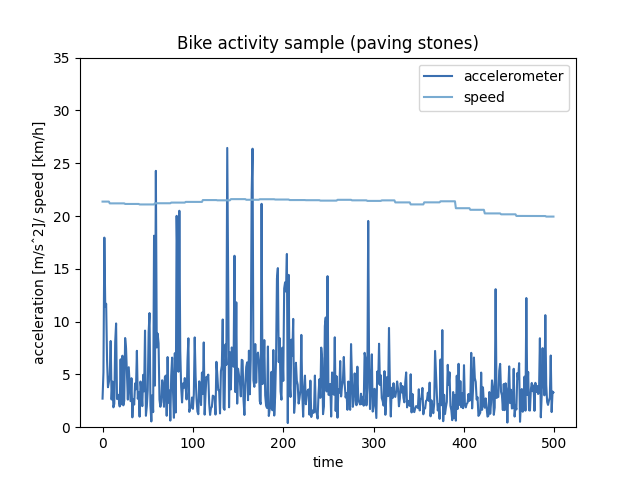 Bike activity sample (paving stones)
accelerometer
speed
acceleration [m/s^2]/ speed [km/h]
35
30
25
20
15
10
5
0
0 100 200 300 400 500
time